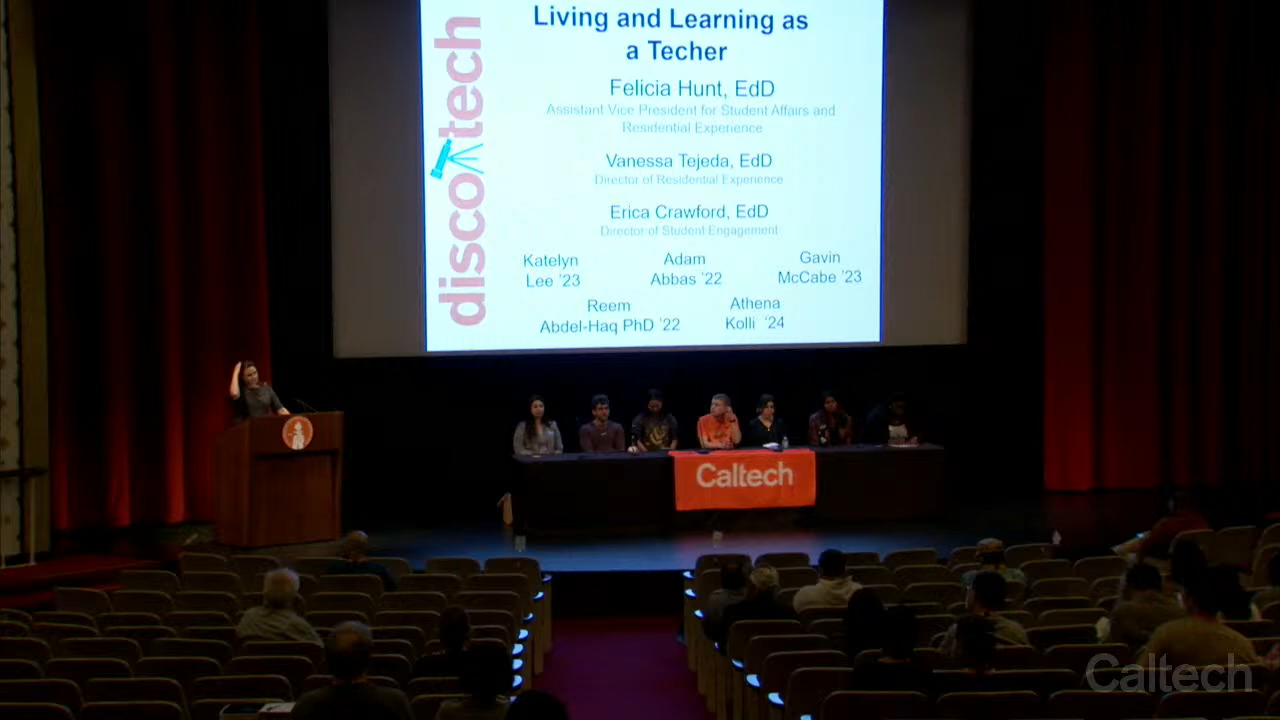 discotech
Living and Learning as
a Techer
Felicia Hunt, EdD
Assistant Vice President for Student Affairs and
Residential Experience
Vanessa Tejeda, EdD
Director of Residential Experience
Erica Crawford, EdD
Director of Student Engagement
Katelyn
Lee '23
Adam
Abbas '22
Gavin
McCabe '23
Reem
Abdel-Haq PhD '22
Athena
Kolli '24
Caltech
Caltech